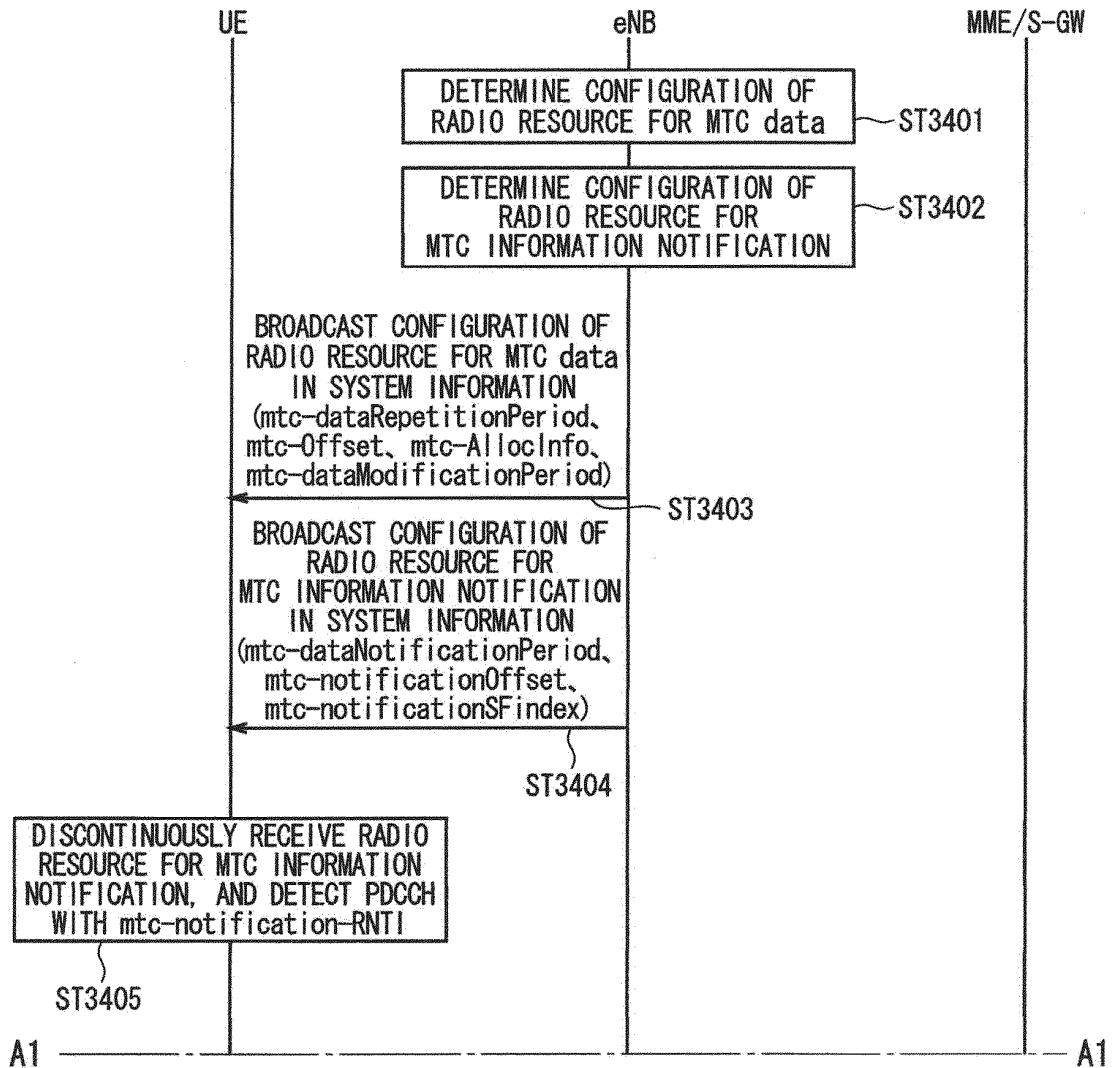 UE
eNB
MME/S-GW
DETERMINE CONFIGURATION OF
RADIO RESOURCE FOR MTC data
ST3401
DETERMINE CONFIGURATION OF
RADIO RESOURCE FOR
MTC INFORMATION NOTIFICATION
ST3402
BROADCAST CONFIGURATION OF
RADIO RESOURCE FOR MTC data
IN SYSTEM INFORMATION
(mtc-dataRepetitionPeriod、
mtc-Offset、mtc-AllocInfo、
mtc-dataModificationPeriod)
ST3403
BROADCAST CONFIGURATION OF
RADIO RESOURCE FOR
MTC INFORMATION NOTIFICATION
IN SYSTEM INFORMATION
(mtc-dataNotificationPeriod、
mtc-notificationOffset、
mtc-notificationSFindex)
ST3404
DISCONTINUOUSLY RECEIVE RADIO
RESOURCE FOR MTC INFORMATION
NOTIFICATION, AND DETECT PDCCH
WITH mtc-notification-RNTI
ST3405
A1
A1